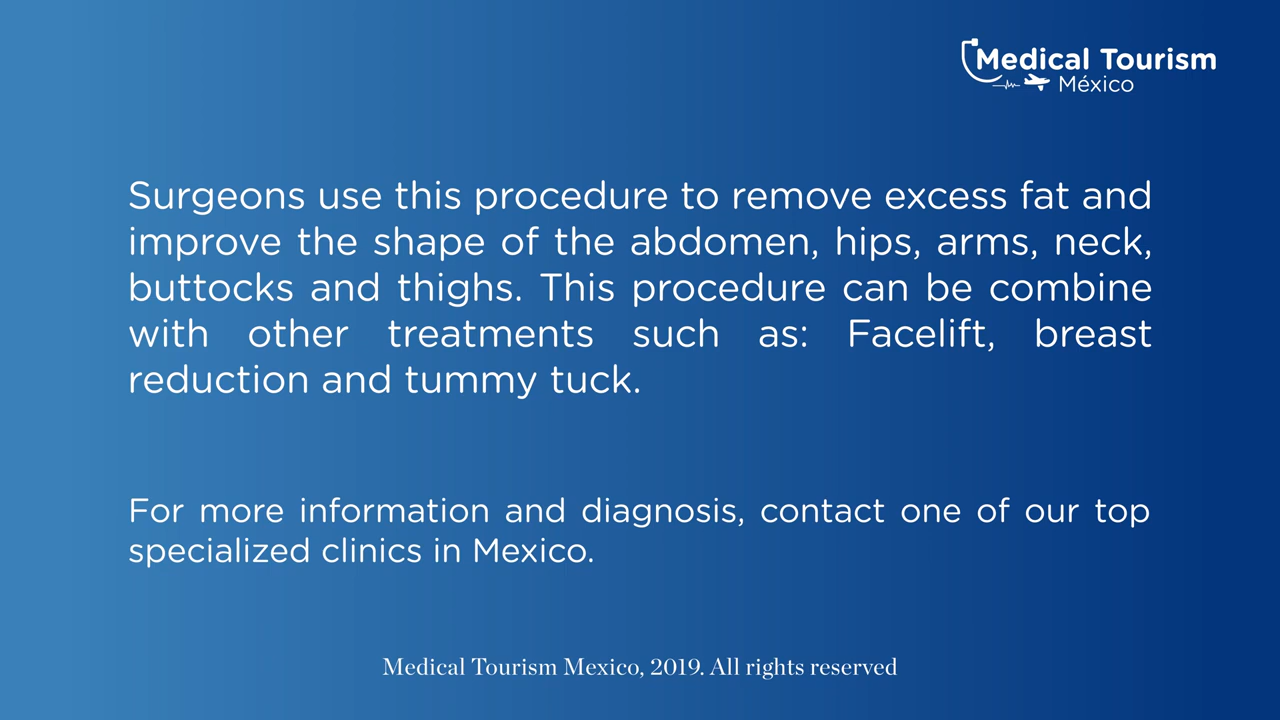 Medical Tourism
México
Surgeons use this procedure to remove excess fat and
improve the shape of the abdomen, hips, arms, neck,
buttocks and thighs. This procedure can be combine
with other treatments such as: Facelift, breast
reduction and tummy tuck.
For more information and diagnosis, contact one of our top
specialized clinics in Mexico.
Medical Tourism Mexico, 2019. All rights reserved